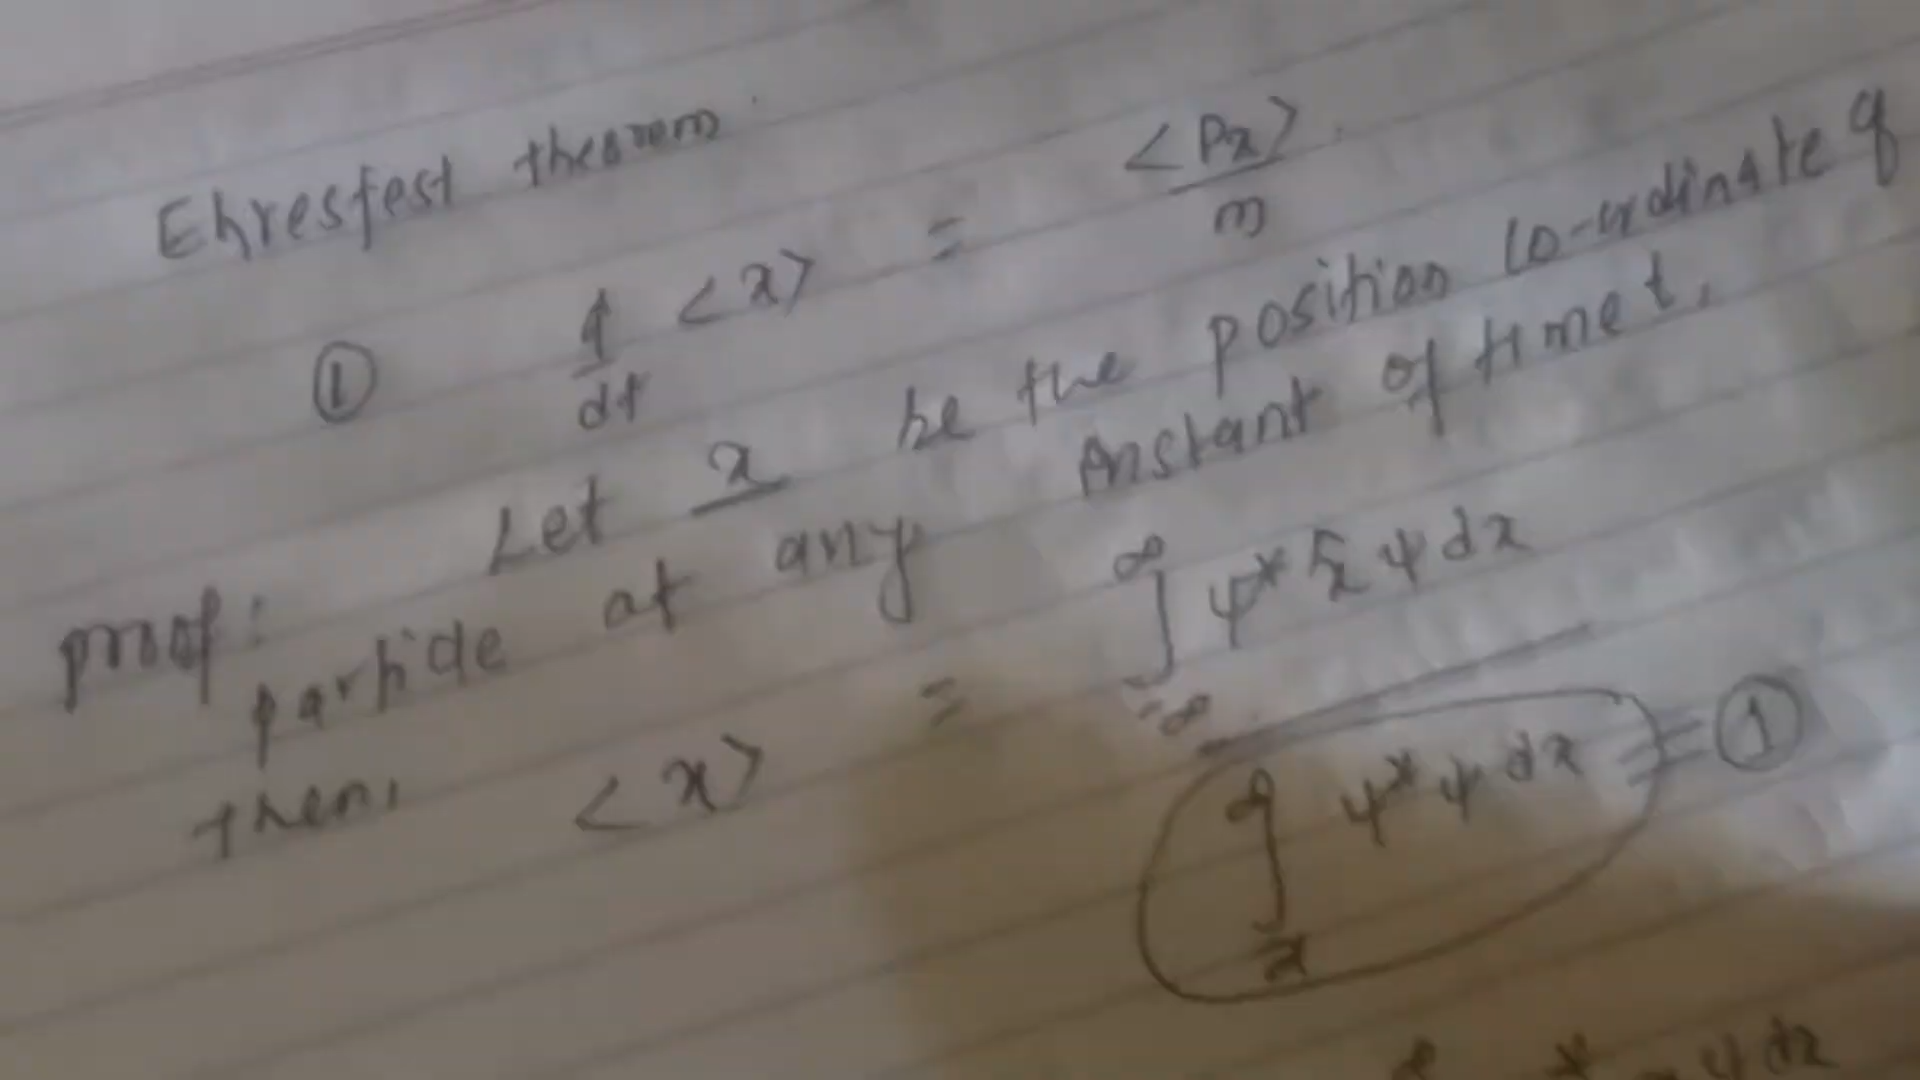 Ehresfest theorem
① d/dt <x> = <Px>/m
proof: Let x be the position co-ordinate of
particle at any instant of time t,
then, <x> = ∫_{-∞}^{∞} ψ* x̂ ψ dx
∫_{-∞}^{∞} ψ* ψ dx = ①
ψ dx